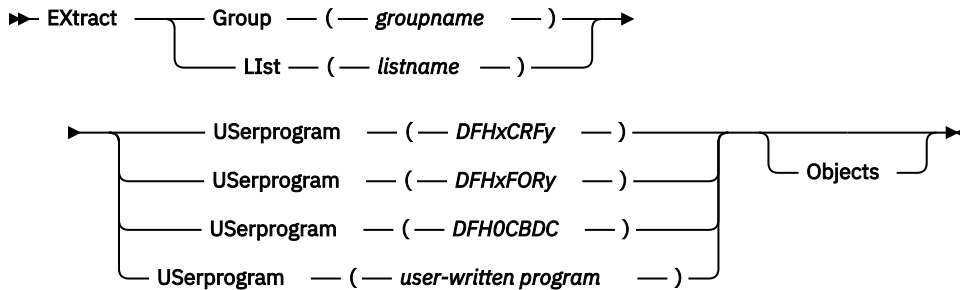 EXtract Group ( groupname )
LIst ( listname )
USerprogram ( DFHxCRFy )
USerprogram ( DFHxFORy )
USerprogram ( DFH0CBDC )
USerprogram ( user-written program )
Objects